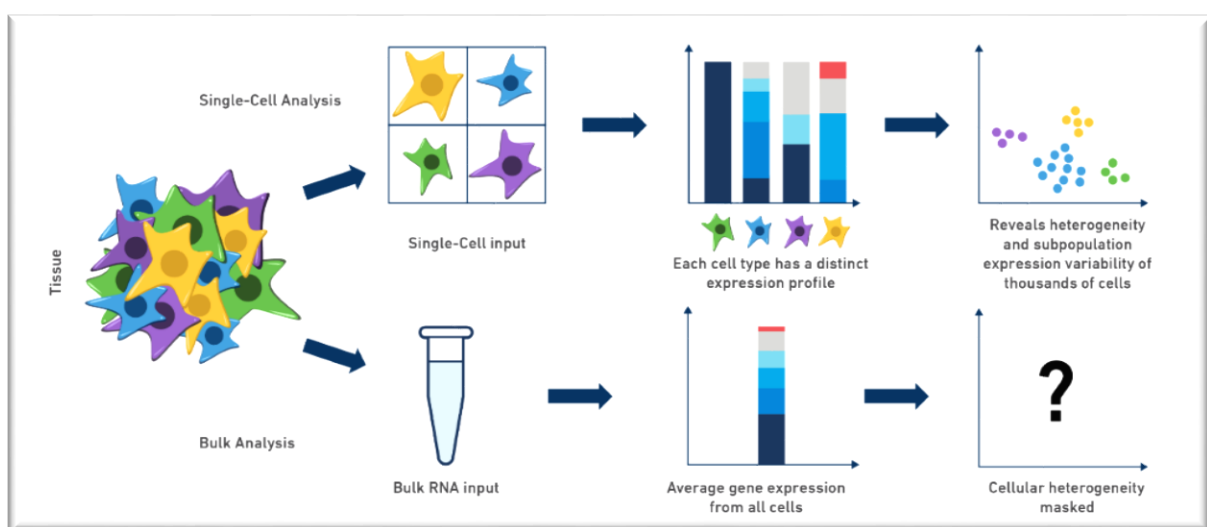 Tissue
Single-Cell Analysis
Single-Cell input
Each cell type has a distinct
expression profile
Reveals heterogeneity
and subpopulation
expression variability of
thousands of cells
Bulk Analysis
Bulk RNA input
Average gene expression
from all cells
?
Cellular heterogeneity
masked